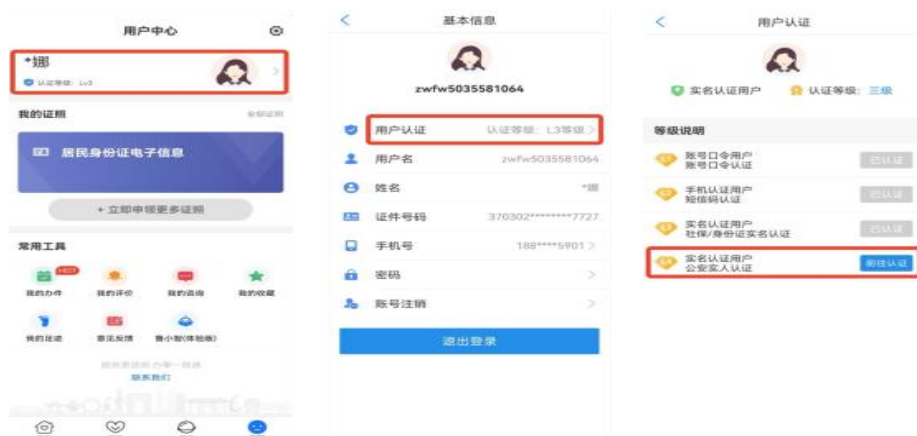 用户中心
*娜
认证等级: Lv3
我的证照
全部证照
居民身份证电子信息
+ 立即申领更多证照
常用工具
HOT
我的办件
我的评价
我的咨询
我的收藏
我的足迹
意见反馈
鲁小智(体验版)
联系我们
基本信息
zwfw5035581064
用户认证
认证等级: L3等级
用户名
zwfw5035581064
姓名
*娜
证件号码
370302********7727
手机号
188****5901
密码
账号注销
退出登录
用户认证
实名认证用户
认证等级: 三级
等级说明
账号口令用户
账号口令认证
已认证
手机认证用户
短信码认证
已认证
实名认证用户
社保/身份证实名认证
已认证
实名认证用户
公安实人认证
前往认证